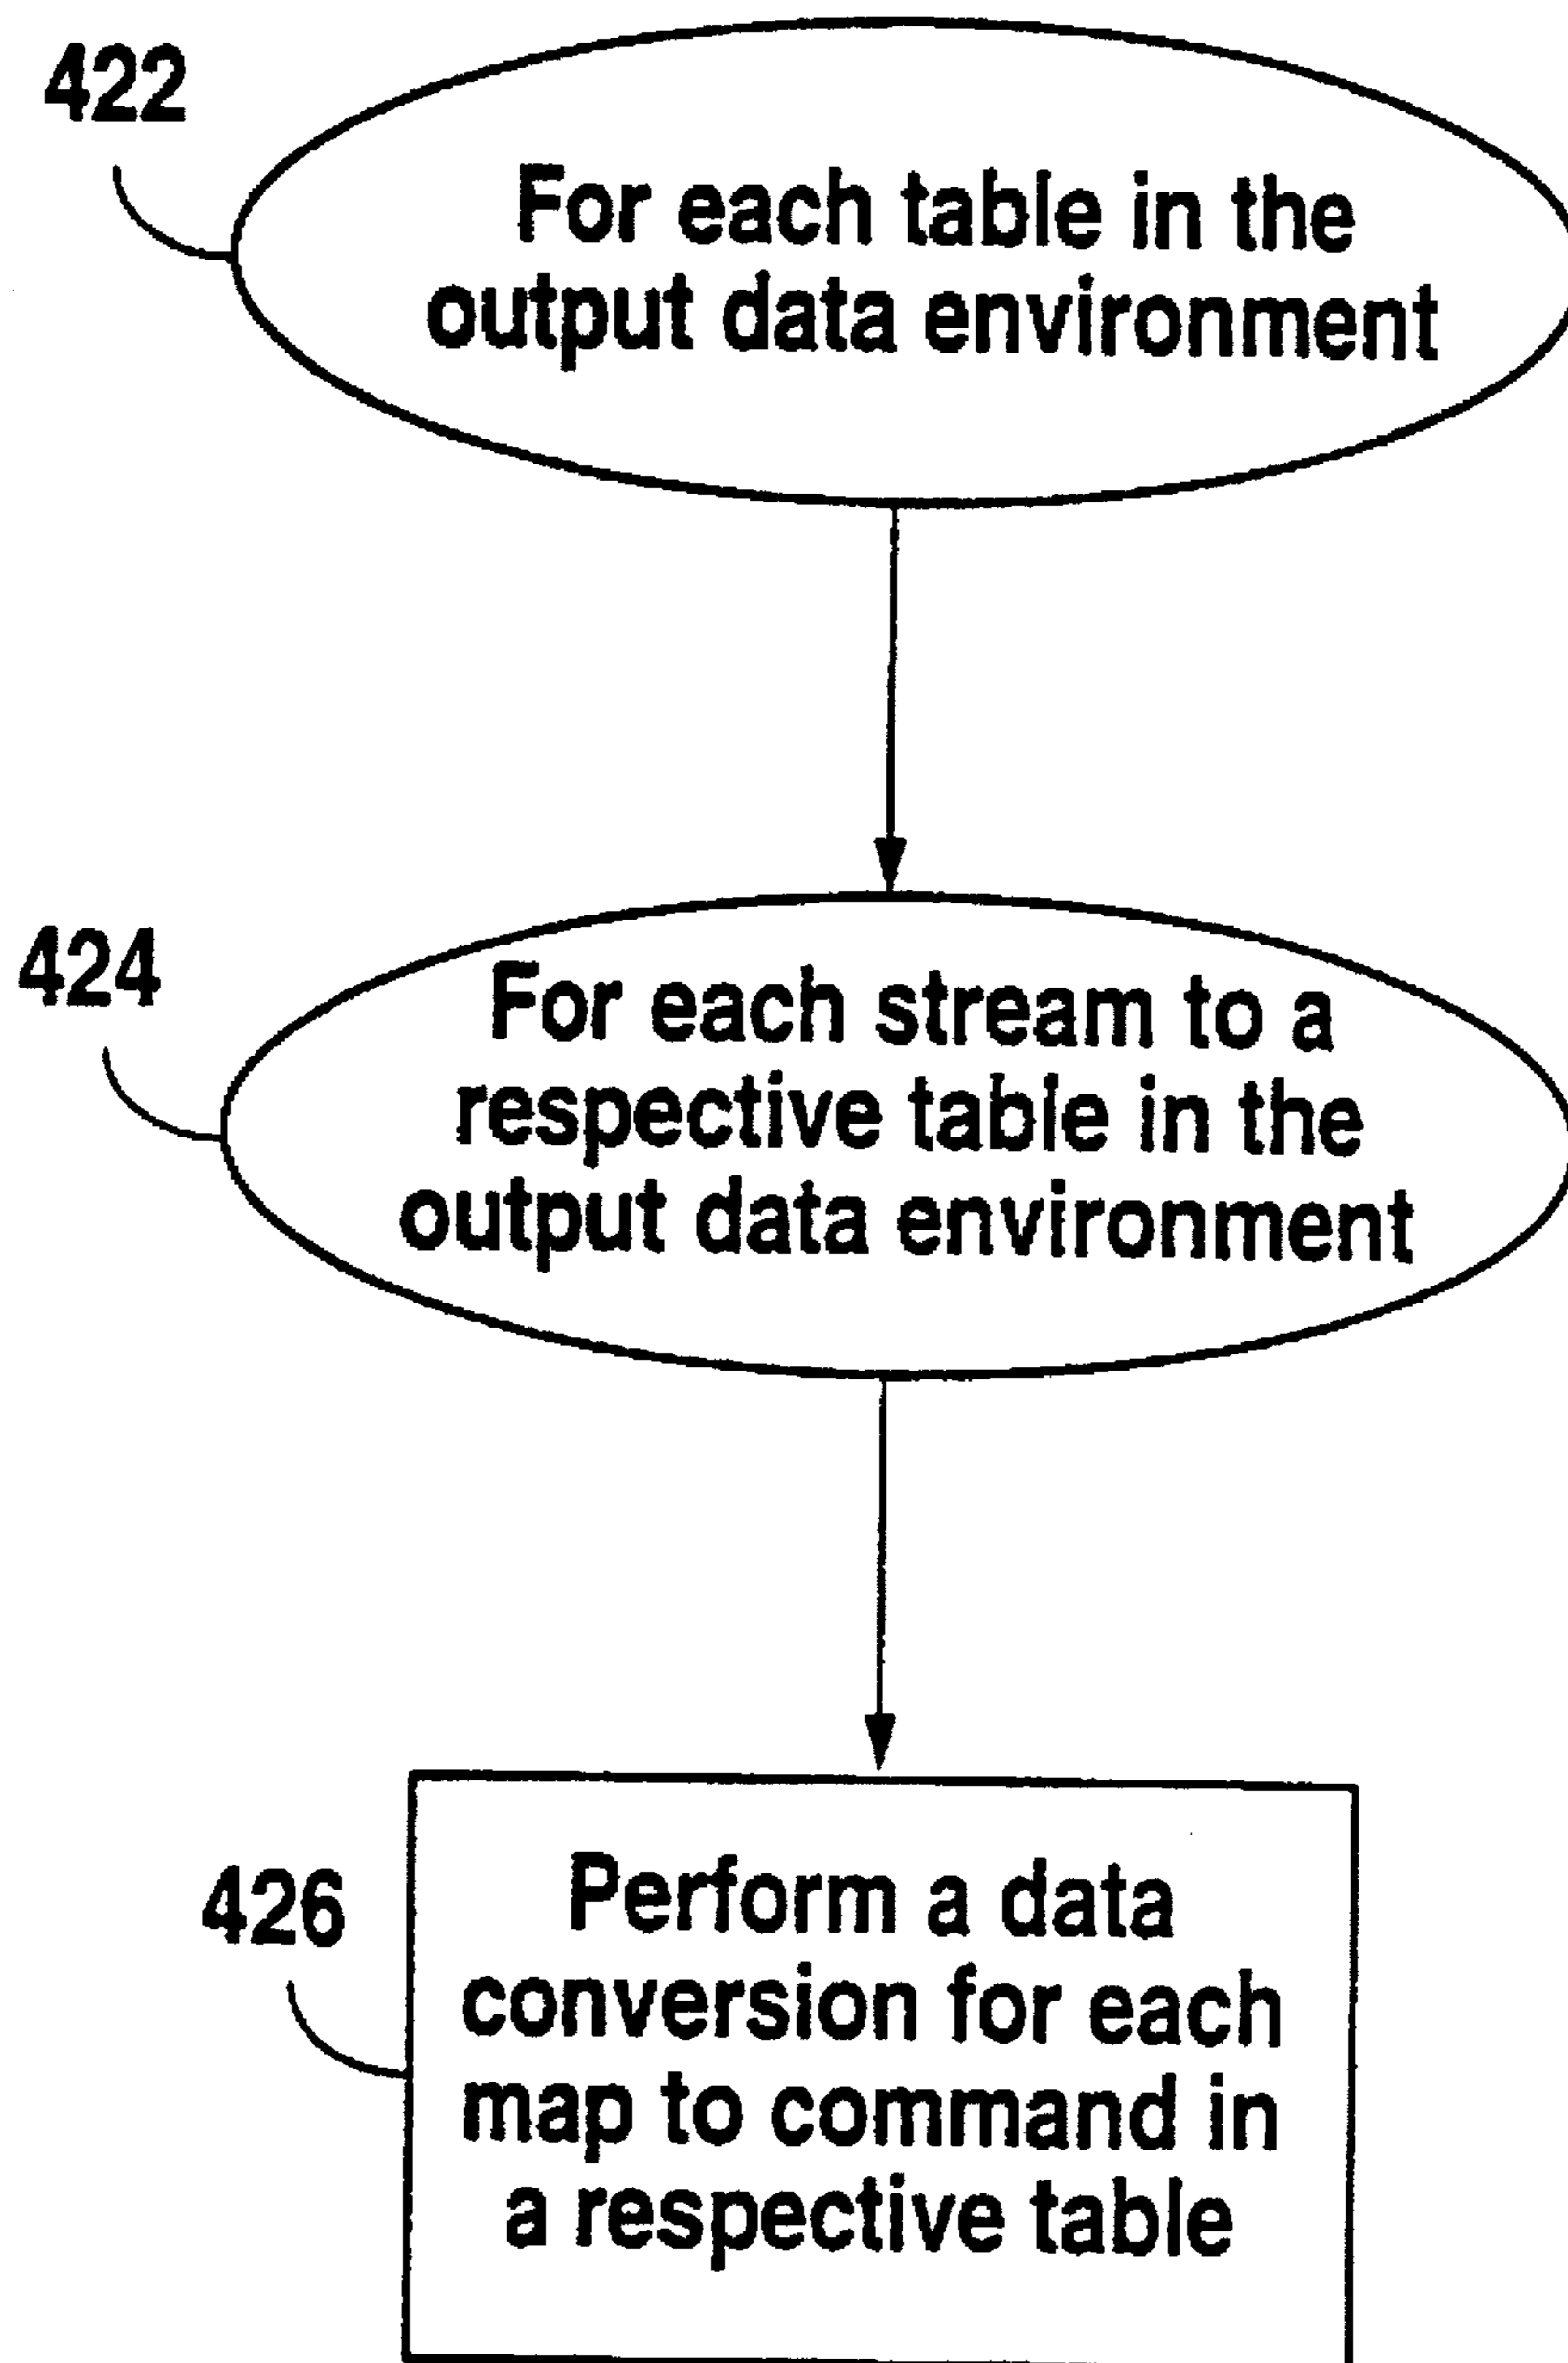 422
For each table in the
output data environment
424
For each stream to a
respective table in the
output data environment
426
Perform a data
conversion for each
map to command in
a respective table